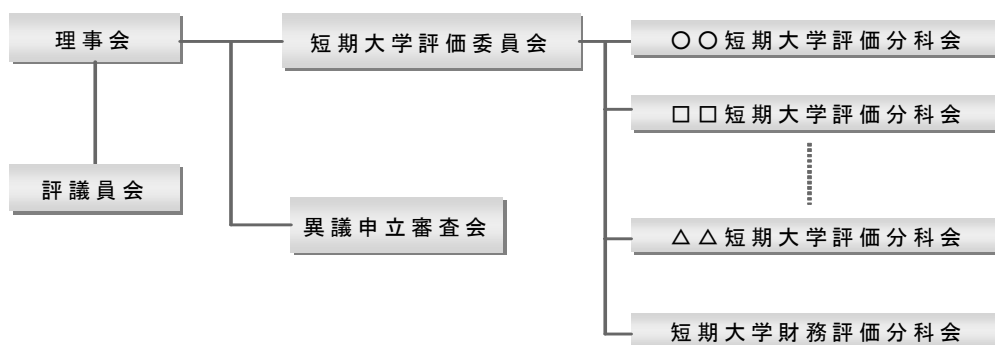 理事会
短期大学評価委員会
〇〇短期大学評価分科会
□□短期大学評価分科会
評議員会
異議申立審査会
△△短期大学評価分科会
短期大学財務評価分科会